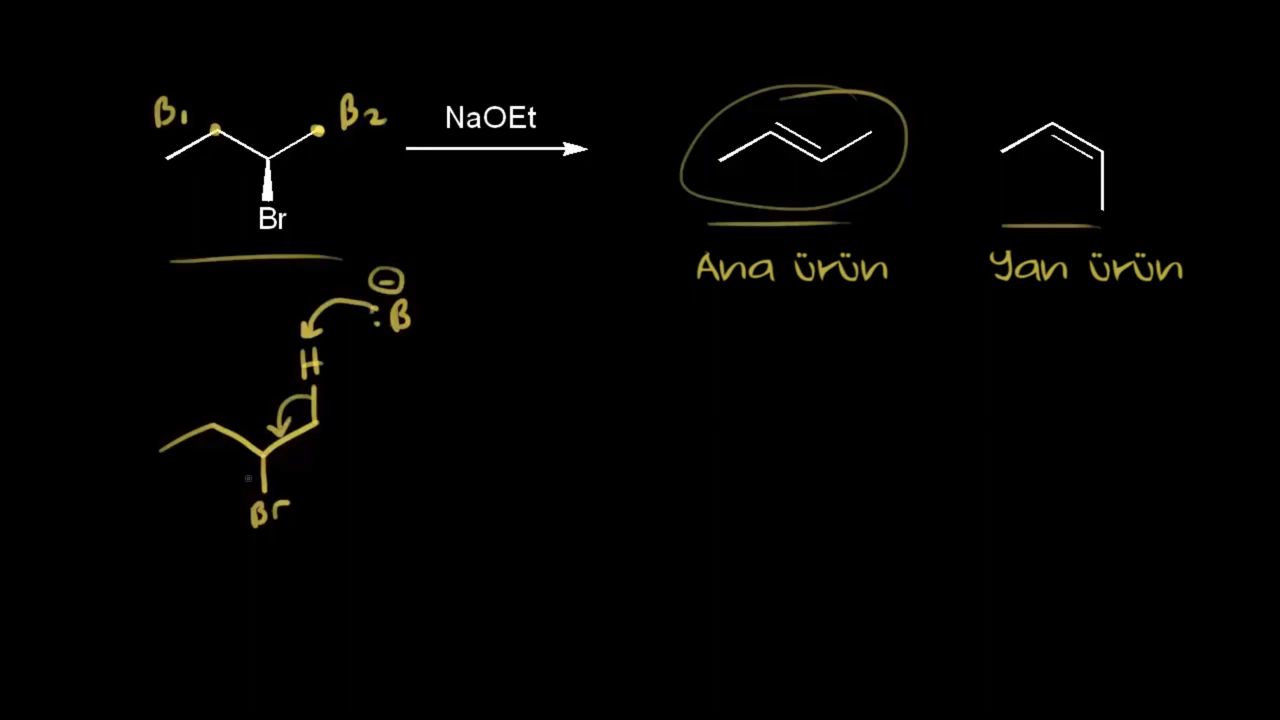 β1 β2 NaOEt
Br
Ana ürün Yan ürün
⊖
:B
H
Br